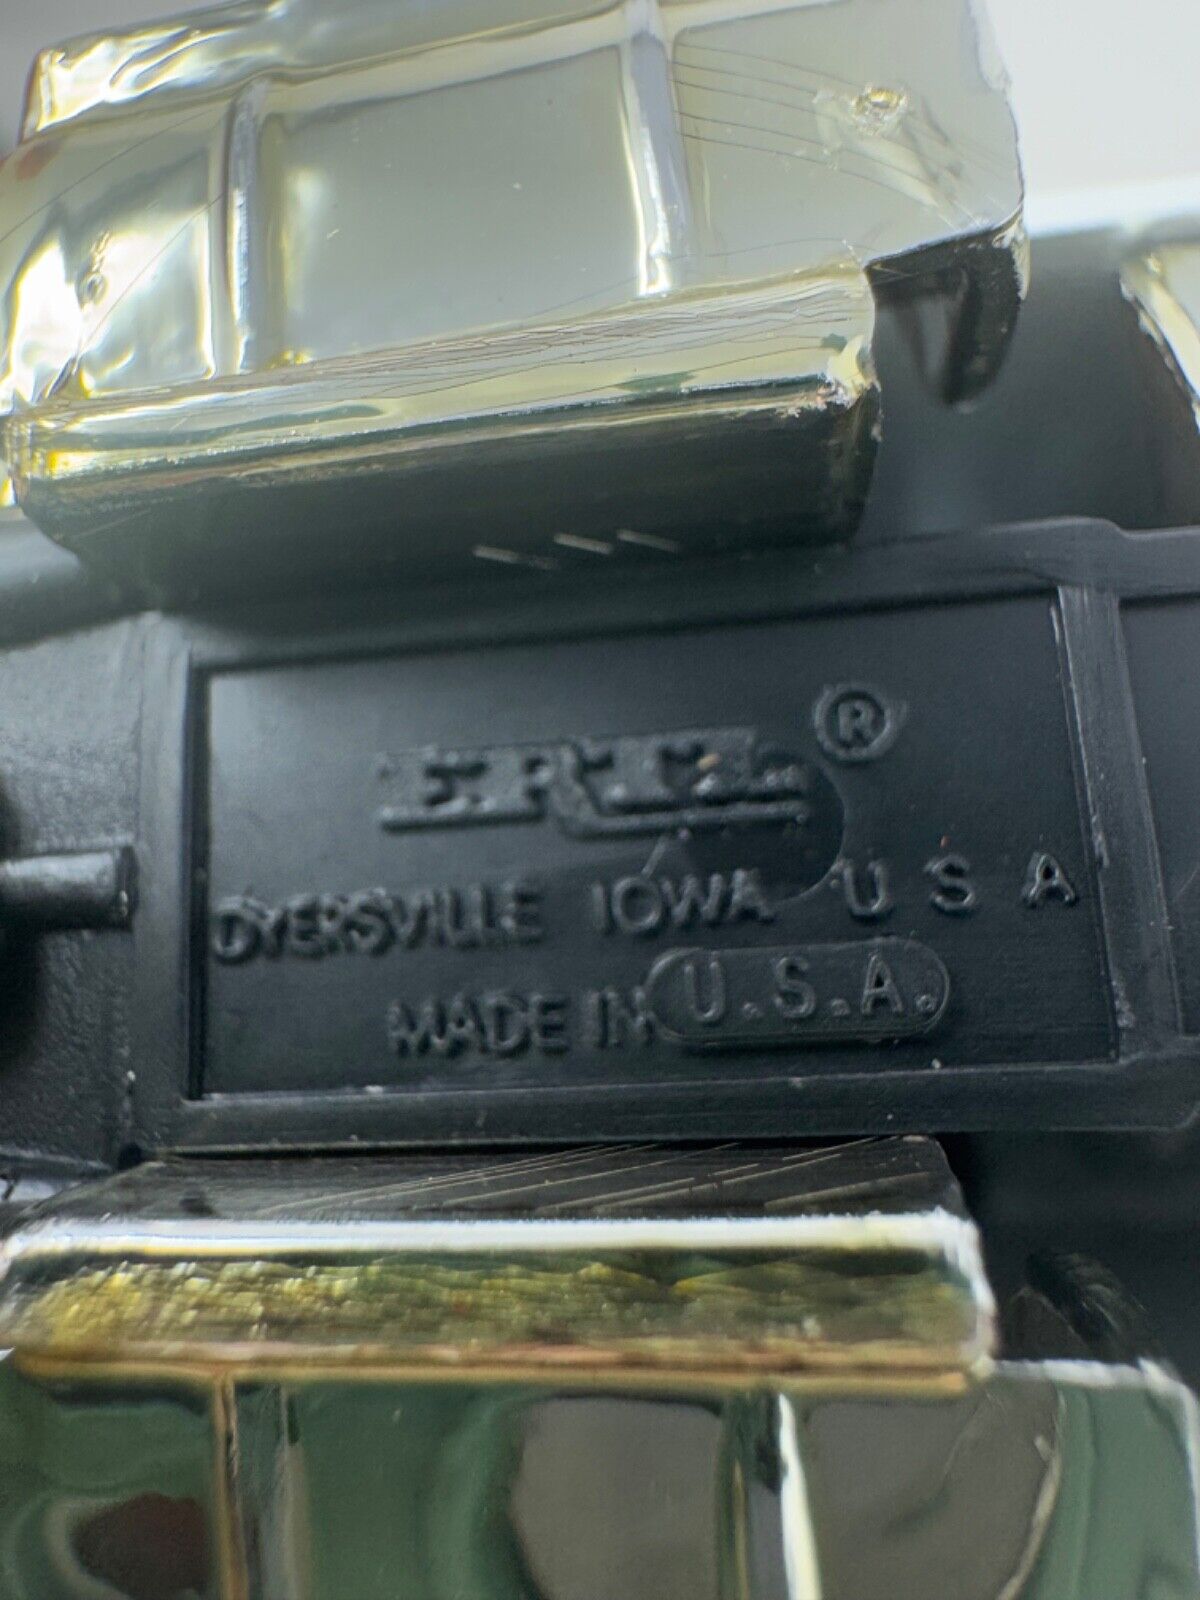 ERTL ®
DYERSVILLE IOWA U S A
MADE IN U.S.A.